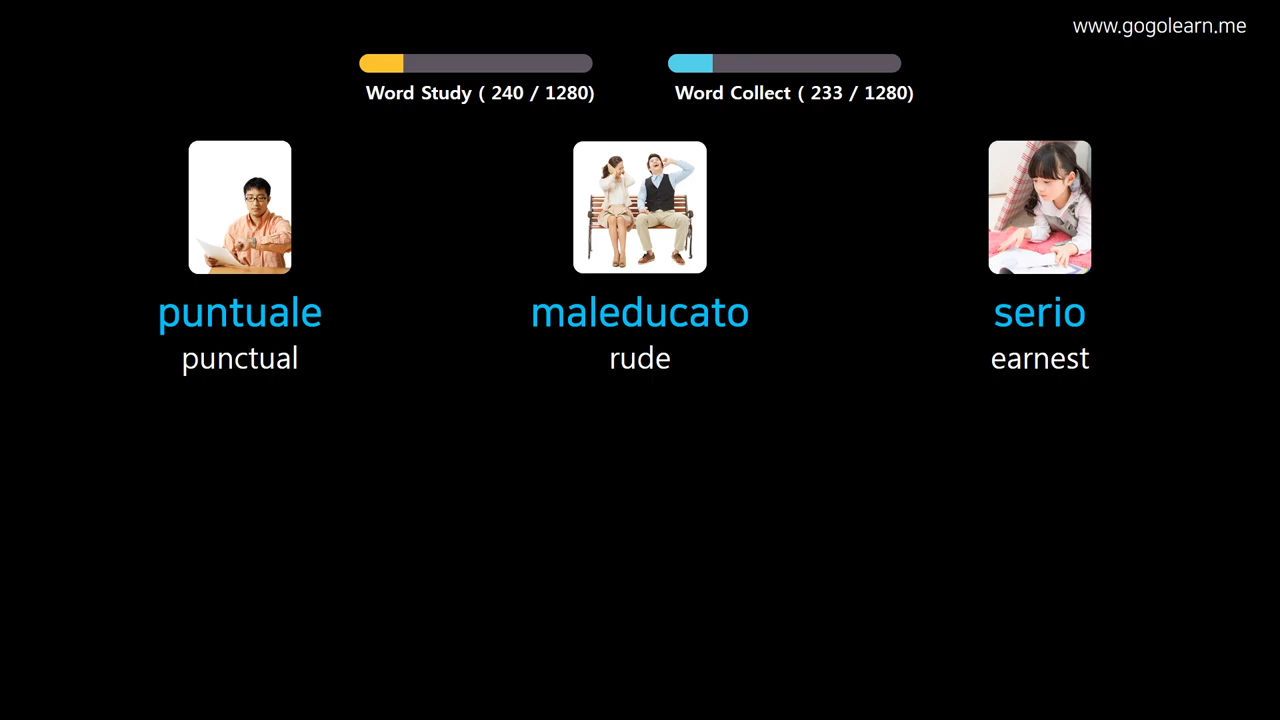 www.gogolearn.me
Word Study ( 240 / 1280)
Word Collect ( 233 / 1280)
puntuale
punctual
maleducato
rude
serio
earnest